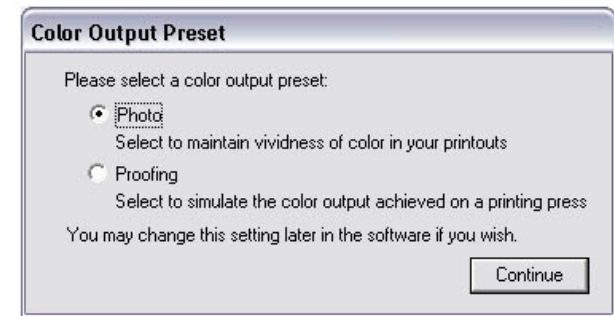 Color Output Preset
Please select a color output preset:
Photo
Select to maintain vividness of color in your printouts
Proofing
Select to simulate the color output achieved on a printing press
You may change this setting later in the software if you wish.
Continue